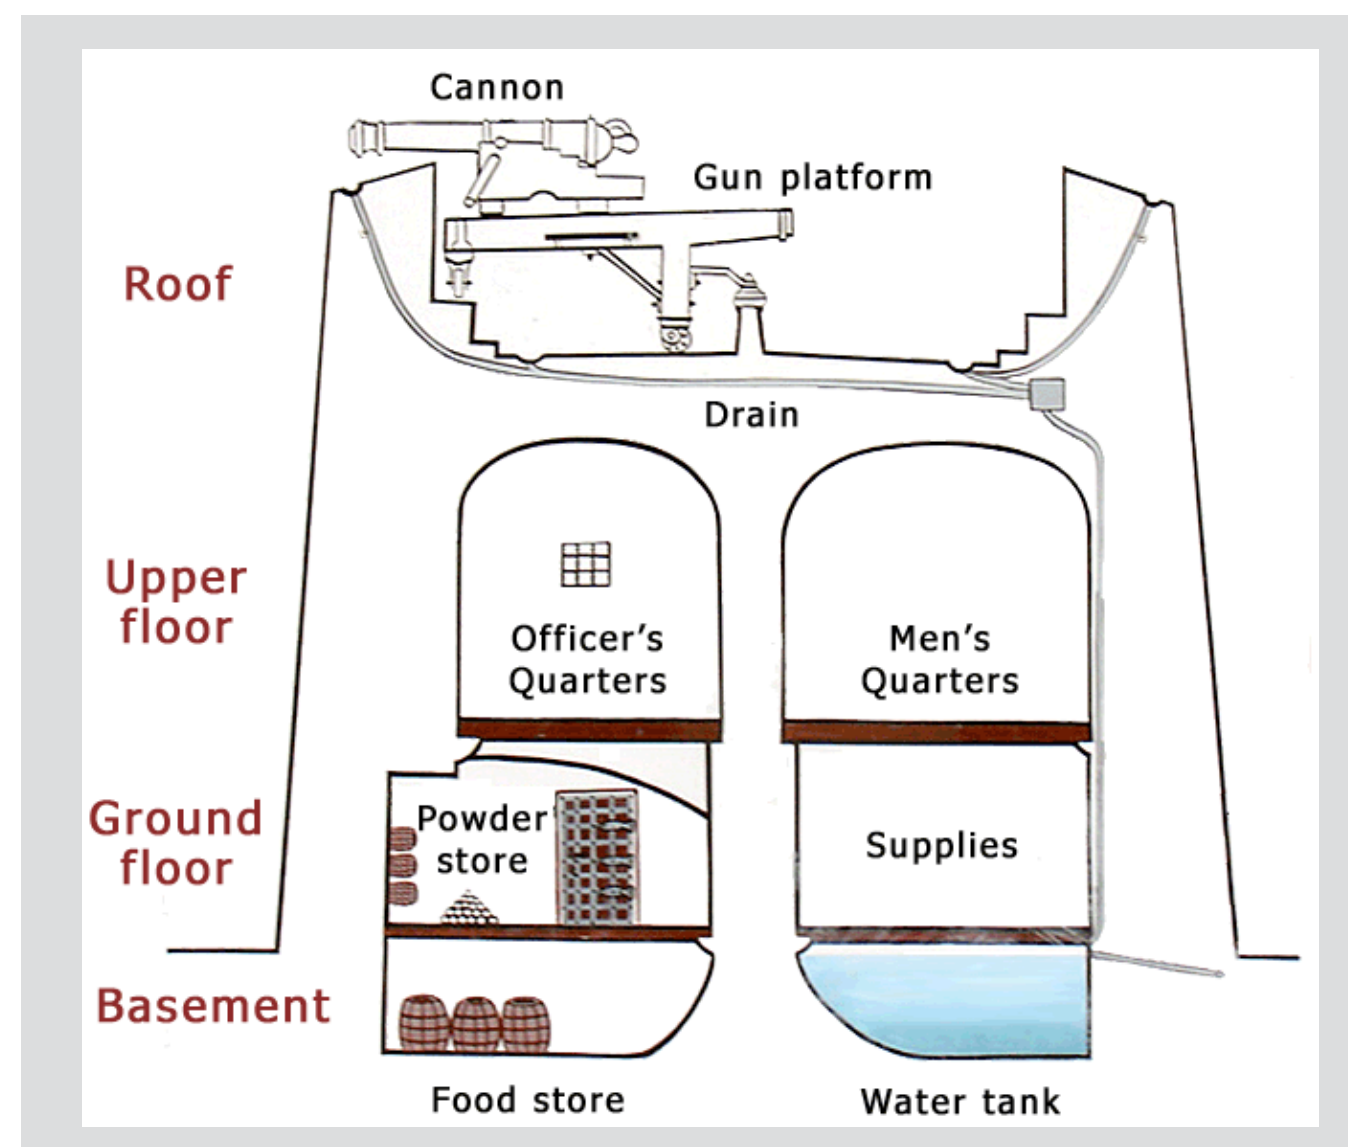 Cannon
Gun platform
Roof
Drain
Upper
floor
Officer’s
Quarters
Men’s
Quarters
Ground
floor
Powder
store
Supplies
Basement
Food store
Water tank